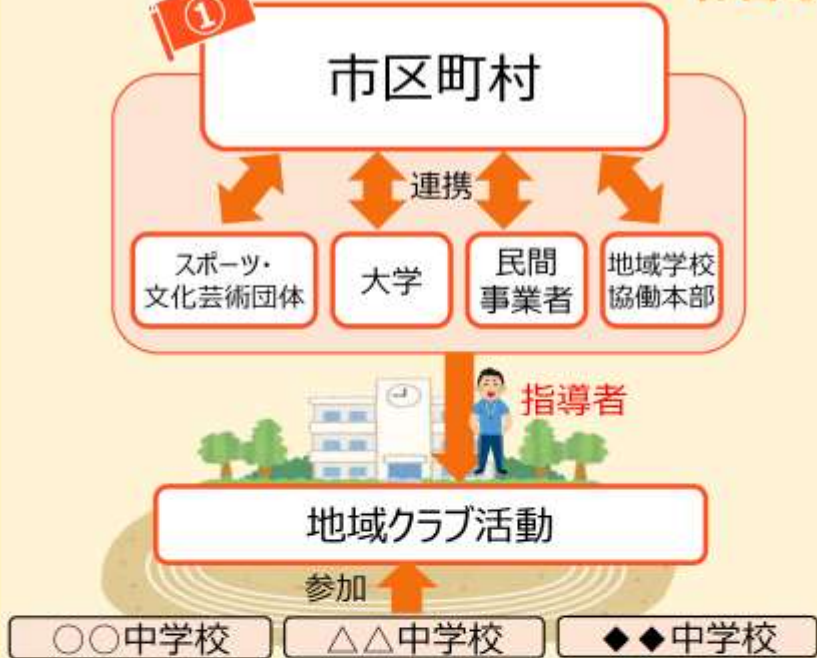 ①
市区町村
連携
スポーツ・
文化芸術団体
大学
民間
事業者
地域学校
協働本部
指導者
地域クラブ活動
参加
○○中学校
△△中学校
◆◆中学校